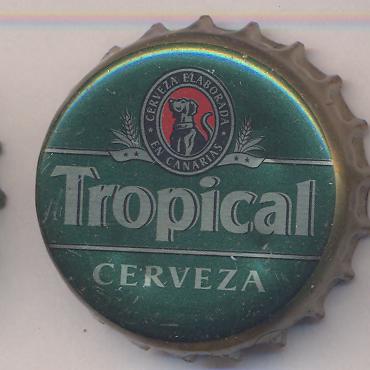 CERVEZA ELABORADA
EN CANARIAS
Tropical
CERVEZA